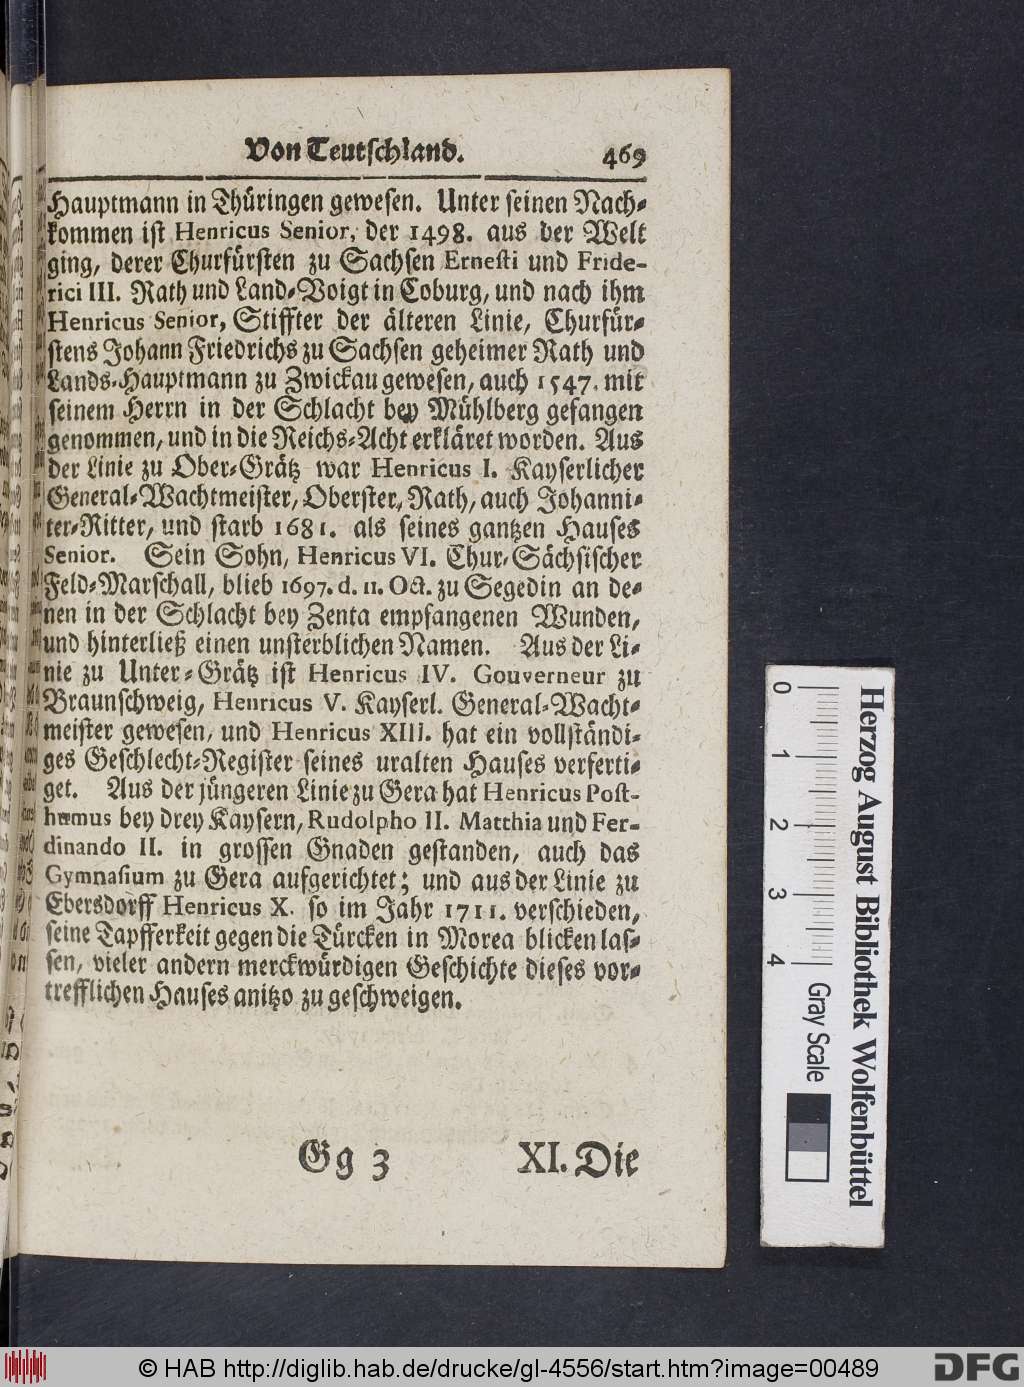 Von Teutschland. 469
Hauptmann in Thüringen gewesen. Unter seinen Nach-
kommen ist Henricus Senior, der 1498. aus der Welt
ging, derer Churfürsten zu Sachsen Ernesti und Fride-
rici III. Rath und Land-Voigt in Coburg, und nach ihm
Henricus Senior, Stiffter der älteren Linie, Churfür-
stens Johann Friedrichs zu Sachsen geheimer Rath und
Lands-Hauptmann zu Zwickau gewesen, auch 1547. mit
seinem Herrn in der Schlacht bey Mühlberg gefangen
genommen, und in die Reichs-Acht erkläret worden. Aus
der Linie zu Ober-Grätz war Henricus I. Kayserlicher
General-Wachtmeister, Oberster, Rath, auch Johanni-
ter-Ritter, und starb 1681. als seines gantzen Hauses
Senior. Sein Sohn, Henricus VI. Chur-Sächsischer
Feld-Marschall, blieb 1697. d. 11. Oct. zu Segedin an de-
nen in der Schlacht bey Zenta empfangenen Wunden,
und hinterließ einen unsterblichen Namen. Aus der Li-
nie zu Unter-Grätz ist Henricus IV. Gouverneur zu
Braunschweig, Henricus V. Kayserl. General-Wacht-
meister gewesen, und Henricus XIII. hat ein vollständi-
ges Geschlecht-Register seines uralten Hauses verferti-
get. Aus der jüngeren Linie zu Gera hat Henricus Post-
humus bey drey Kaysern, Rudolpho II. Matthia und Fer-
dinando II. in grossen Gnaden gestanden, auch das
Gymnasium zu Gera aufgerichtet; und aus der Linie zu
Ebersdorff Henricus X. so im Jahr 1711. verschieden,
seine Tapfferkeit gegen die Türcken in Morea blicken las-
sen, vieler andern merckwürdigen Geschichte dieses vor-
trefflichen Hauses anitzo zu geschweigen.
Gg 3 XI. Die
0 1 2 3 4 Gray Scale
Herzog August Bibliothek Wolfenbüttel
© HAB http://diglib.hab.de/drucke/gl-4556/start.htm?image=00489
DFG